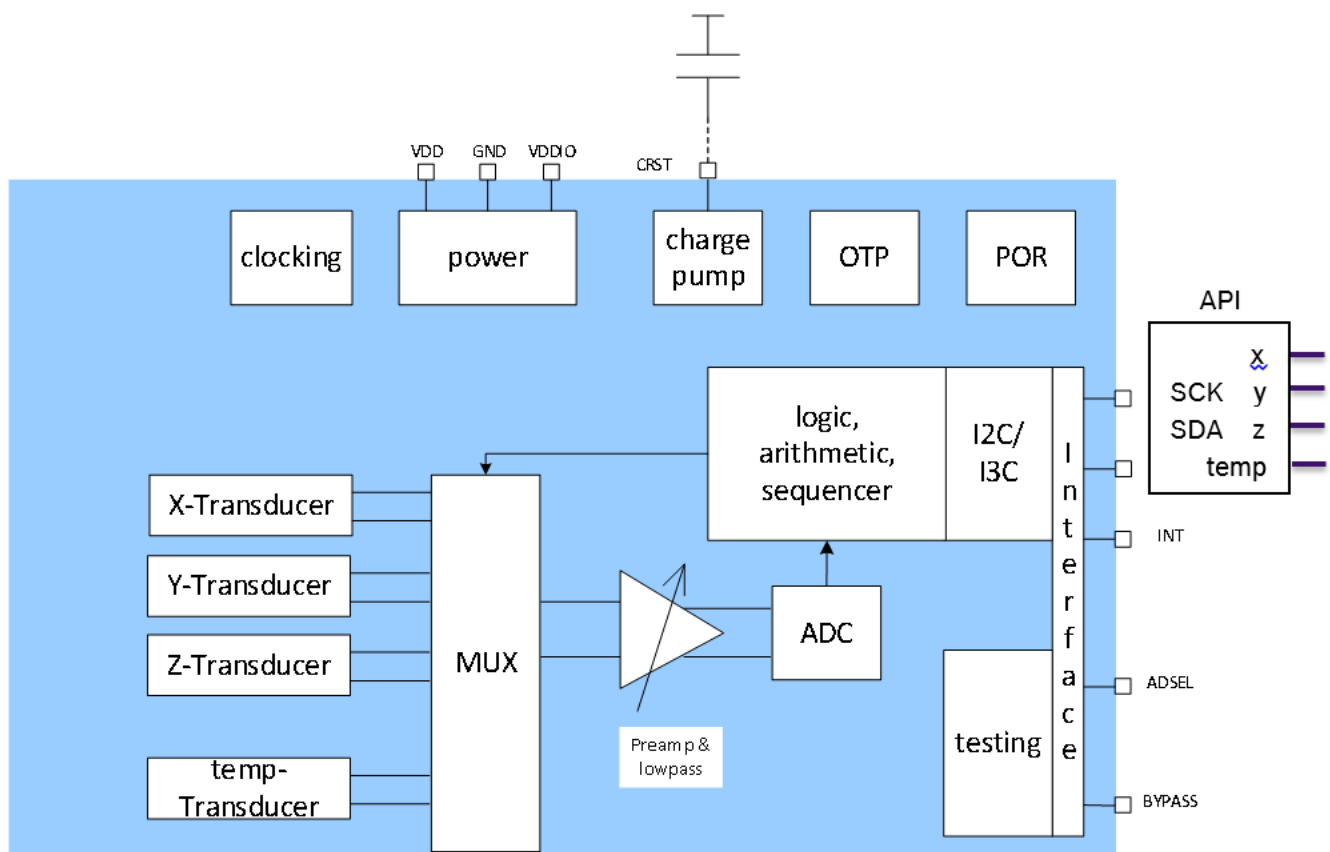 VDD
GND
VDDIO
CRST
clocking
power
charge
pump
OTP
POR
API
x
SCK
y
SDA
z
temp
logic,
arithmetic,
sequencer
I2C/
I3C
Interface
INT
X-Transducer
Y-Transducer
Z-Transducer
temp-
Transducer
MUX
Preamp &
lowpass
ADC
testing
ADSEL
BYPASS